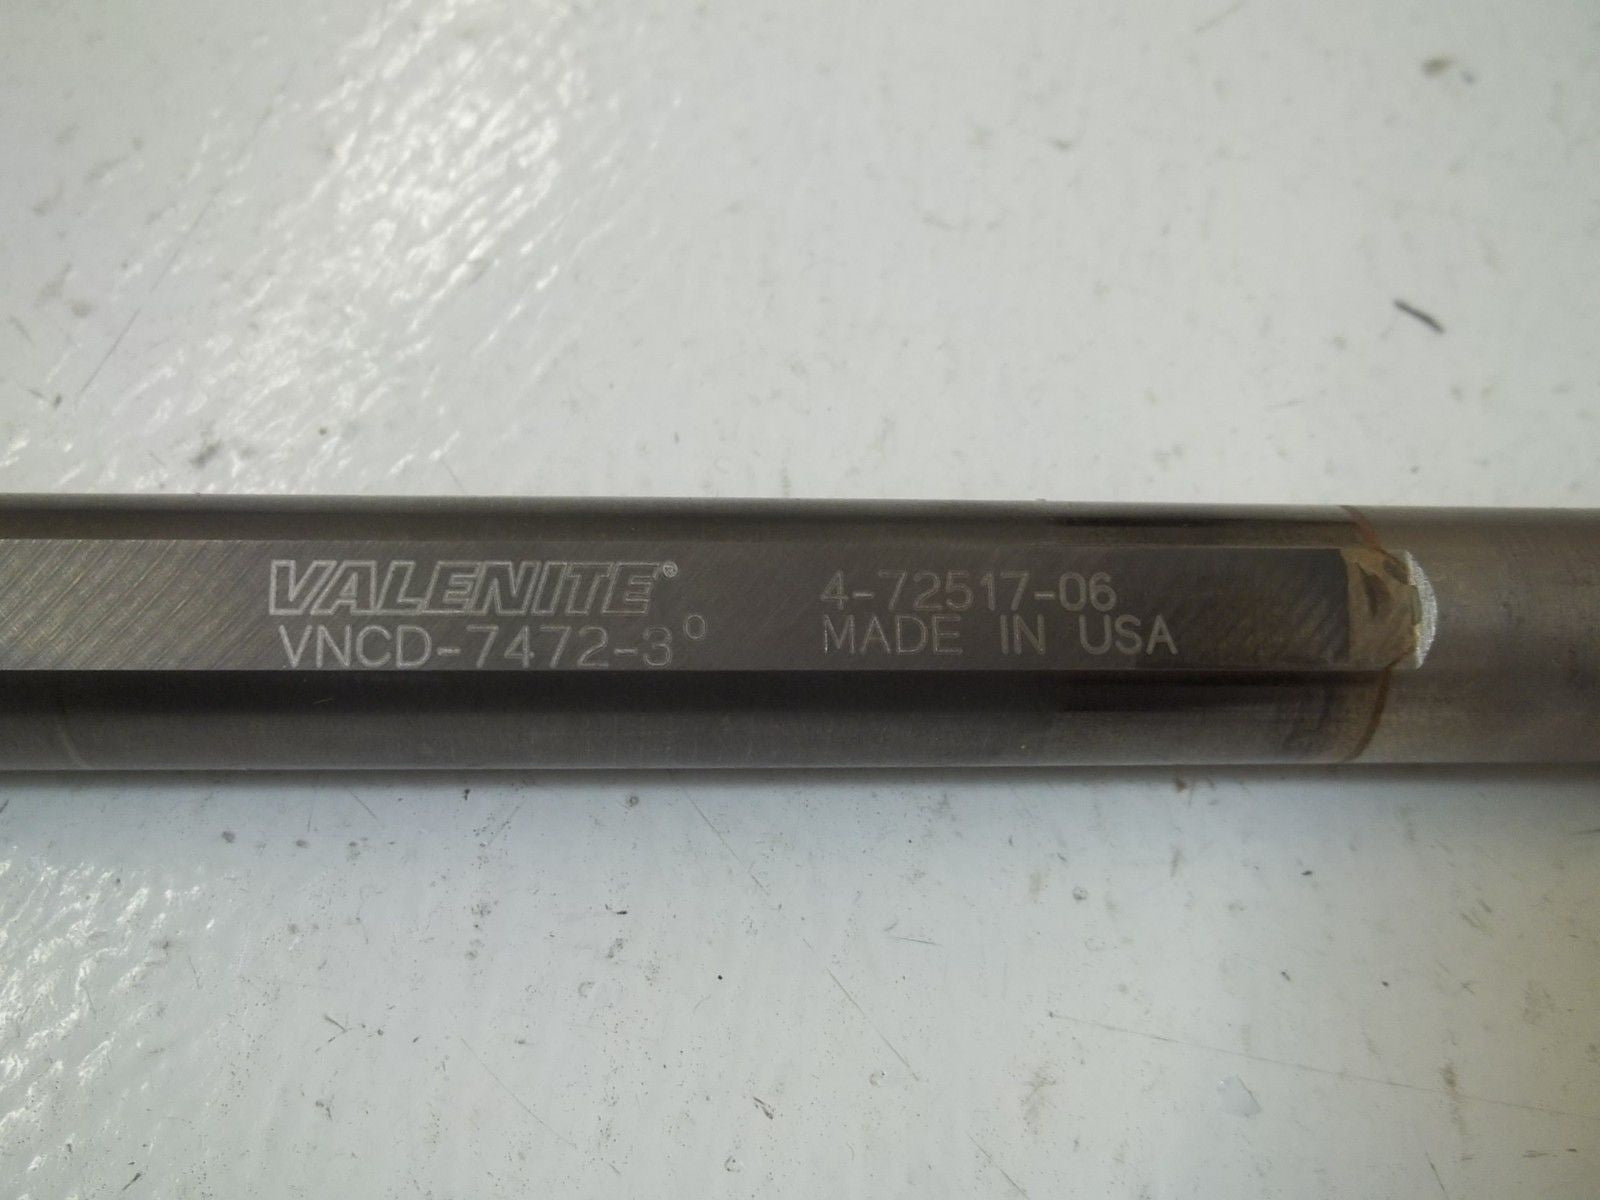 VALENITE®
VNCD-7472-3°
4-72517-06
MADE IN USA